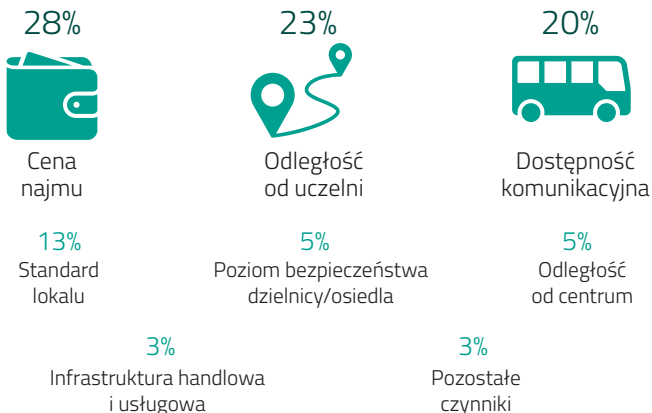 28%
23%
20%
Cena
najmu
Odległość
od uczelni
Dostępność
komunikacyjna
13%
Standard
lokalu
5%
Poziom bezpieczeństwa
dzielnicy/osiedla
5%
Odległość
od centrum
3%
Infrastruktura handlowa
i usługowa
3%
Pozostałe
czynniki